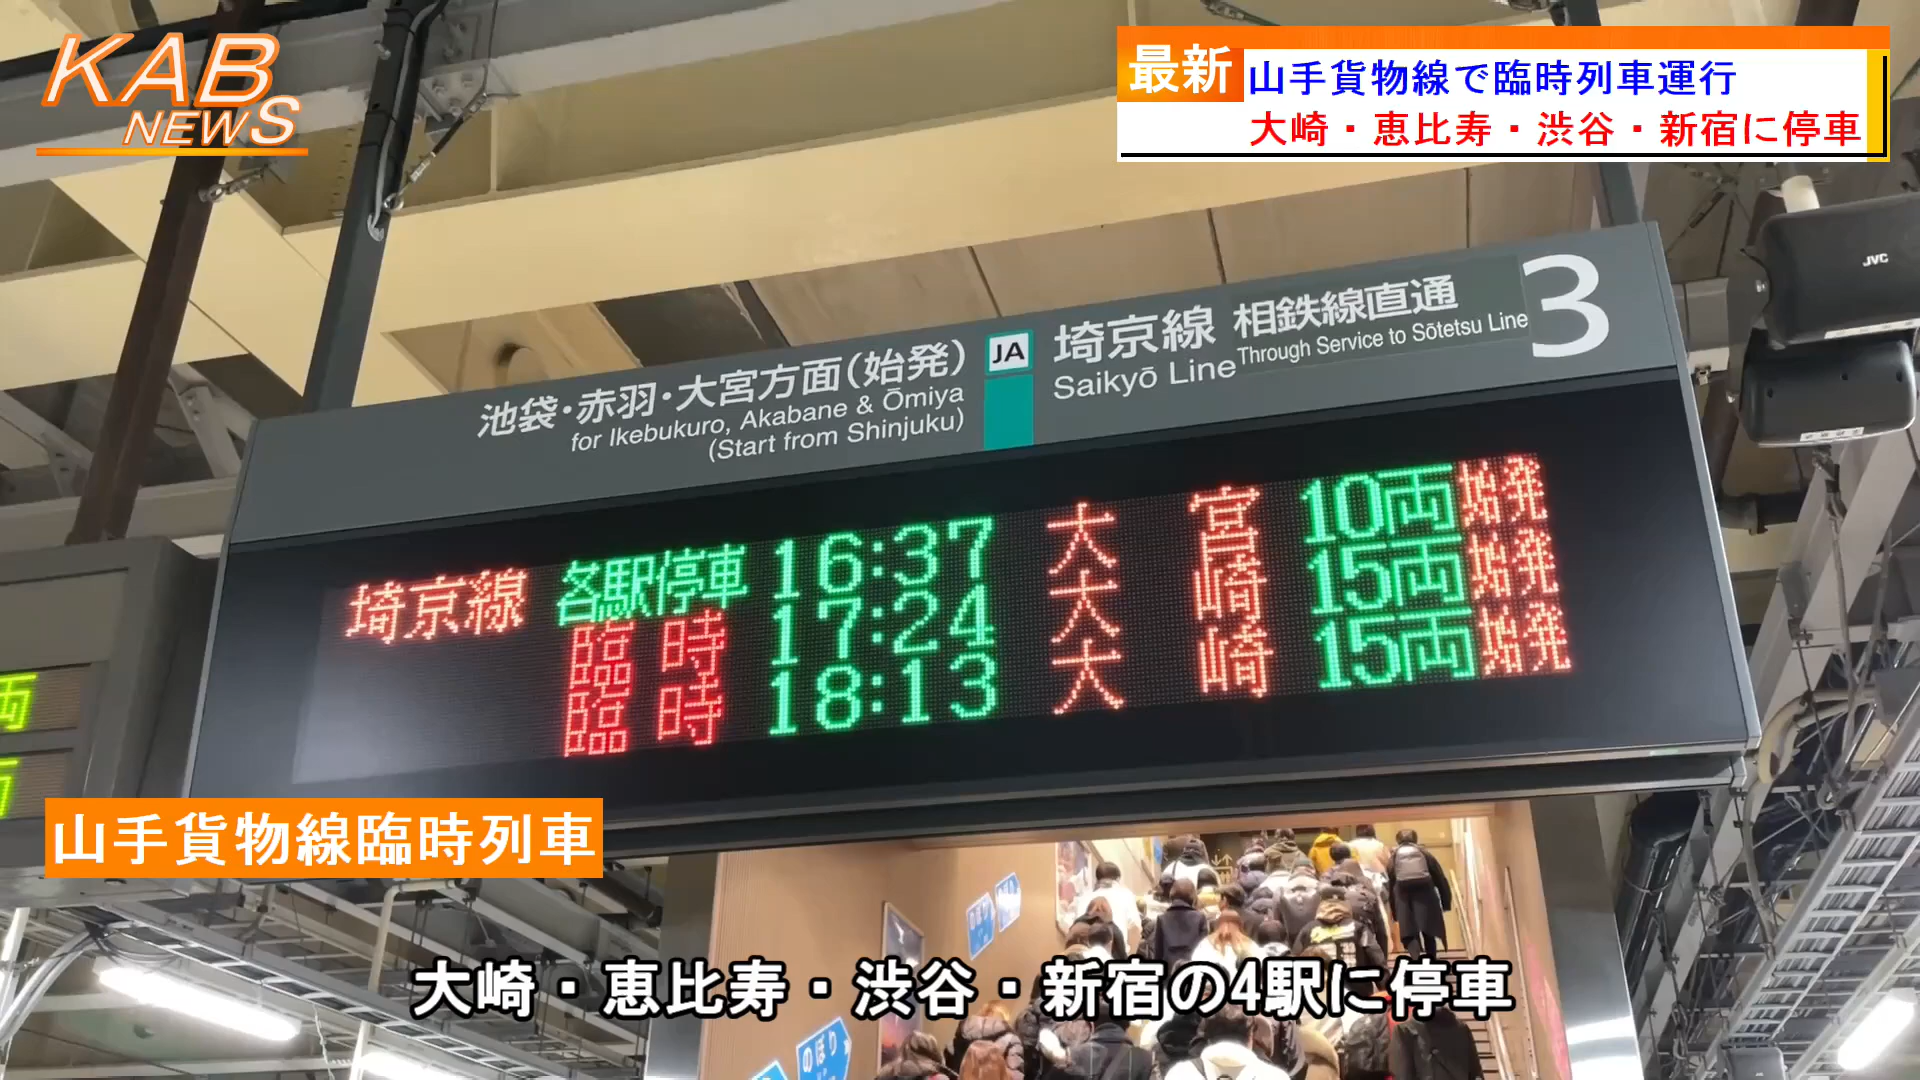 KAB
NEWS
最新
山手貨物線で臨時列車運行
大崎・恵比寿・渋谷・新宿に停車
JVC
池袋・赤羽・大宮方面（始発）
for Ikebukuro, Akabane & Ōmiya
(Start from Shinjuku)
JA
埼京線
Saikyō Line
相鉄線直通
Through Service to Sōtetsu Line
3
埼京線 各駅停車 16:37 大宮 10両 始発
臨時 17:24 大崎 15両 始発
臨時 18:13 大崎 15両 始発
両
山手貨物線臨時列車
大崎・恵比寿・渋谷・新宿の4駅に停車
のぼり